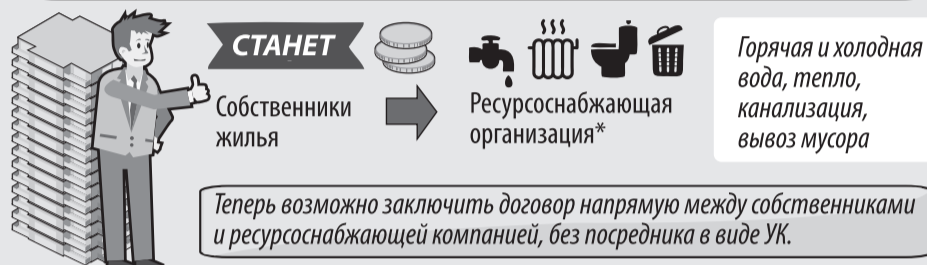 СТАНЕТ
Собственники
жилья
Ресурсоснабжающая
организация*
Горячая и холодная
вода, тепло,
канализация,
вывоз мусора
Теперь возможно заключить договор напрямую между собственниками
и ресурсоснабжающей компанией, без посредника в виде УК.